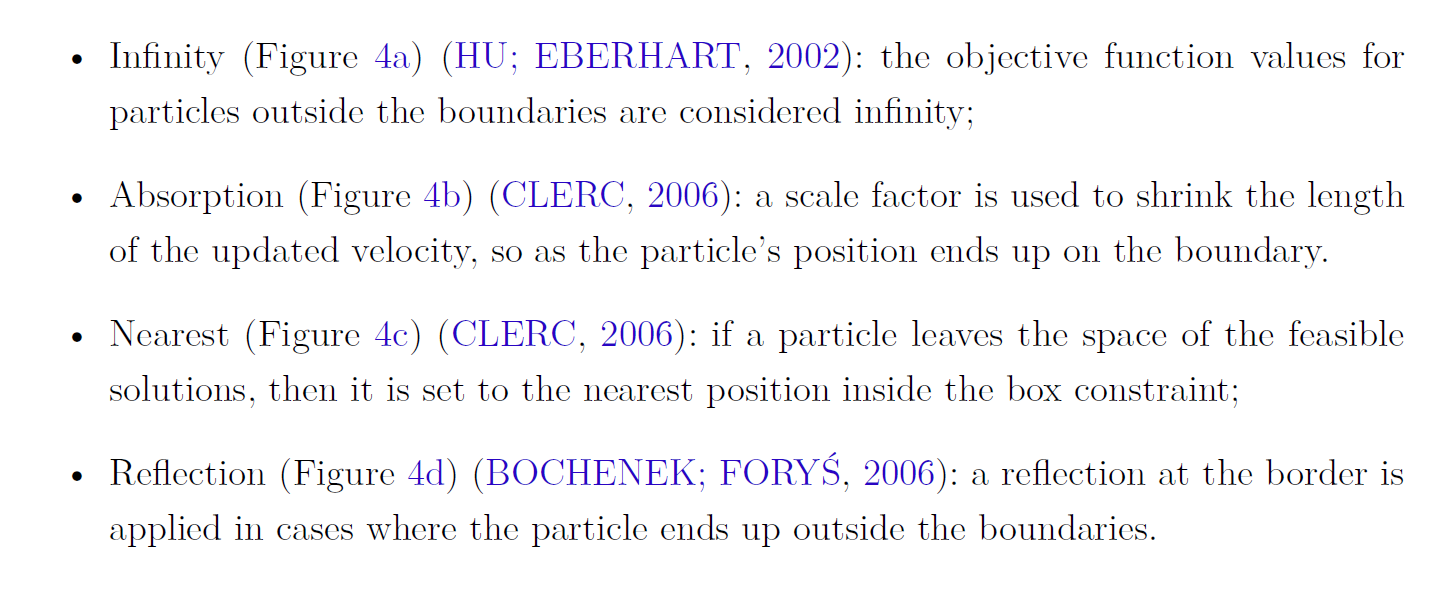 • Infinity (Figure 4a) (HU; EBERHART, 2002): the objective function values for
particles outside the boundaries are considered infinity;
• Absorption (Figure 4b) (CLERC, 2006): a scale factor is used to shrink the length
of the updated velocity, so as the particle's position ends up on the boundary.
• Nearest (Figure 4c) (CLERC, 2006): if a particle leaves the space of the feasible
solutions, then it is set to the nearest position inside the box constraint;
• Reflection (Figure 4d) (BOCHENEK; FORYŚ, 2006): a reflection at the border is
applied in cases where the particle ends up outside the boundaries.